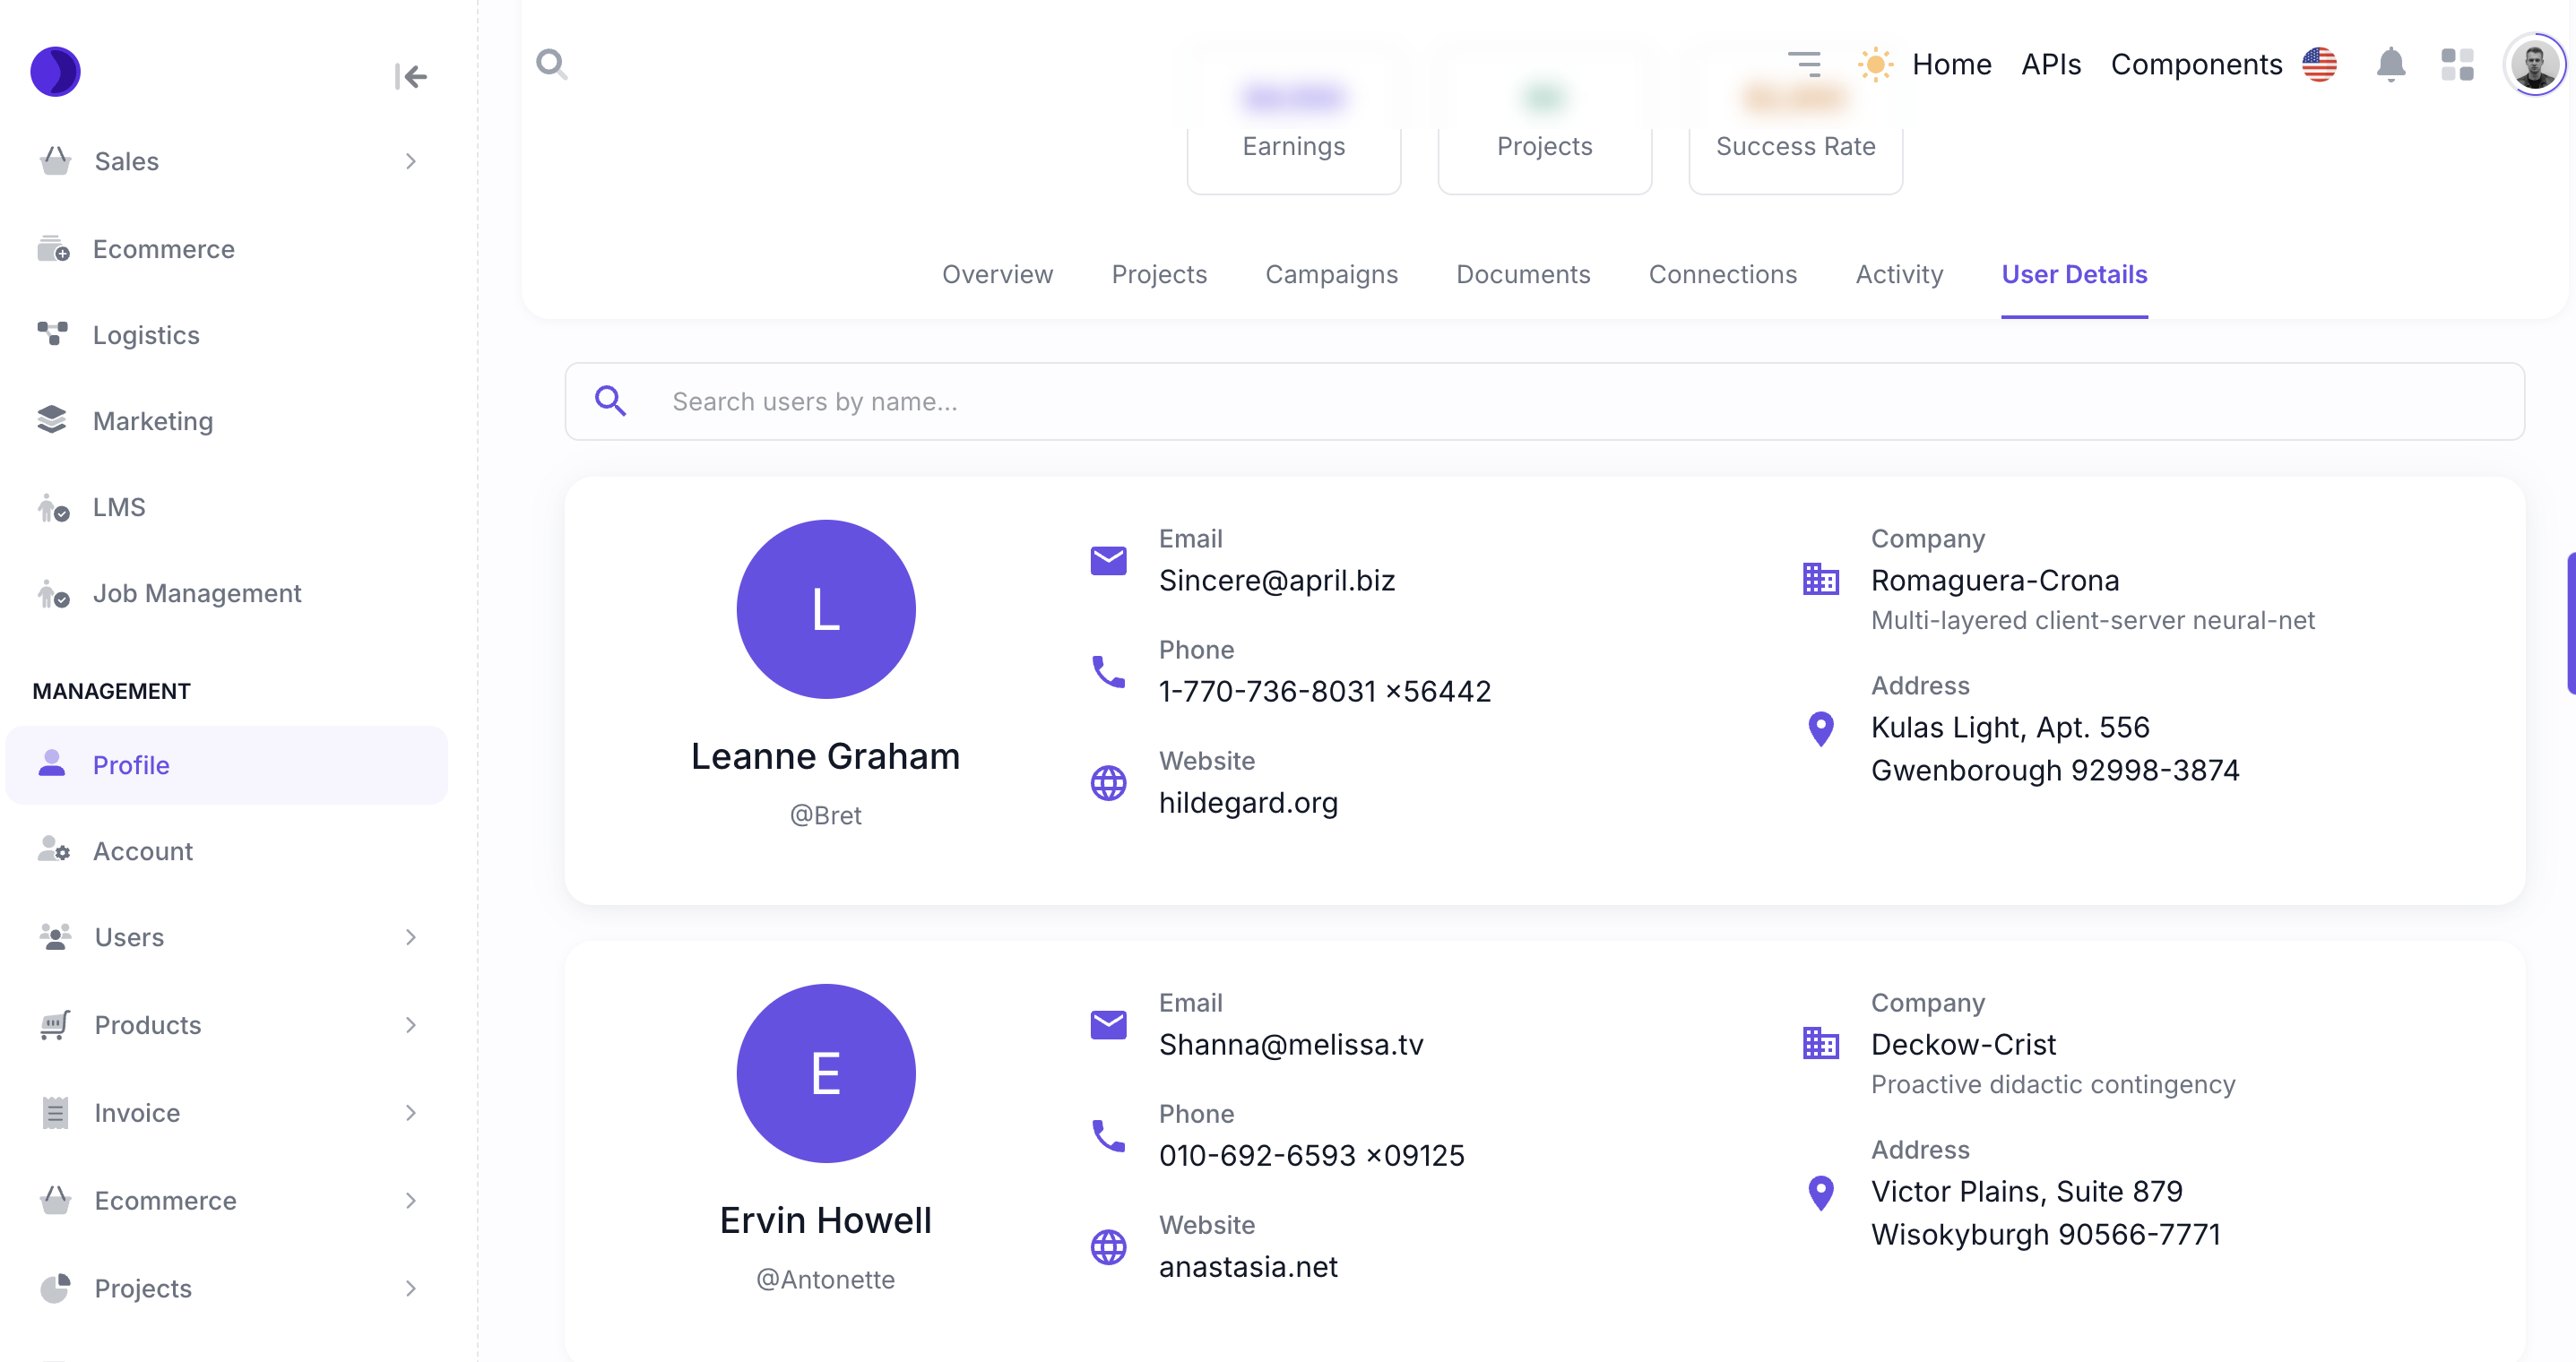 Home APIs Components
Sales
Ecommerce
Logistics
Marketing
LMS
Job Management
MANAGEMENT
Profile
Account
Users
Products
Invoice
Ecommerce
Projects
Earnings
Projects
Success Rate
Overview Projects Campaigns Documents Connections Activity User Details
Search users by name...
L
Leanne Graham
@Bret
Email
Sincere@april.biz
Phone
1-770-736-8031 x56442
Website
hildegard.org
Company
Romaguera-Crona
Multi-layered client-server neural-net
Address
Kulas Light, Apt. 556
Gwenborough 92998-3874
E
Ervin Howell
@Antonette
Email
Shanna@melissa.tv
Phone
010-692-6593 x09125
Website
anastasia.net
Company
Deckow-Crist
Proactive didactic contingency
Address
Victor Plains, Suite 879
Wisokyburgh 90566-7771